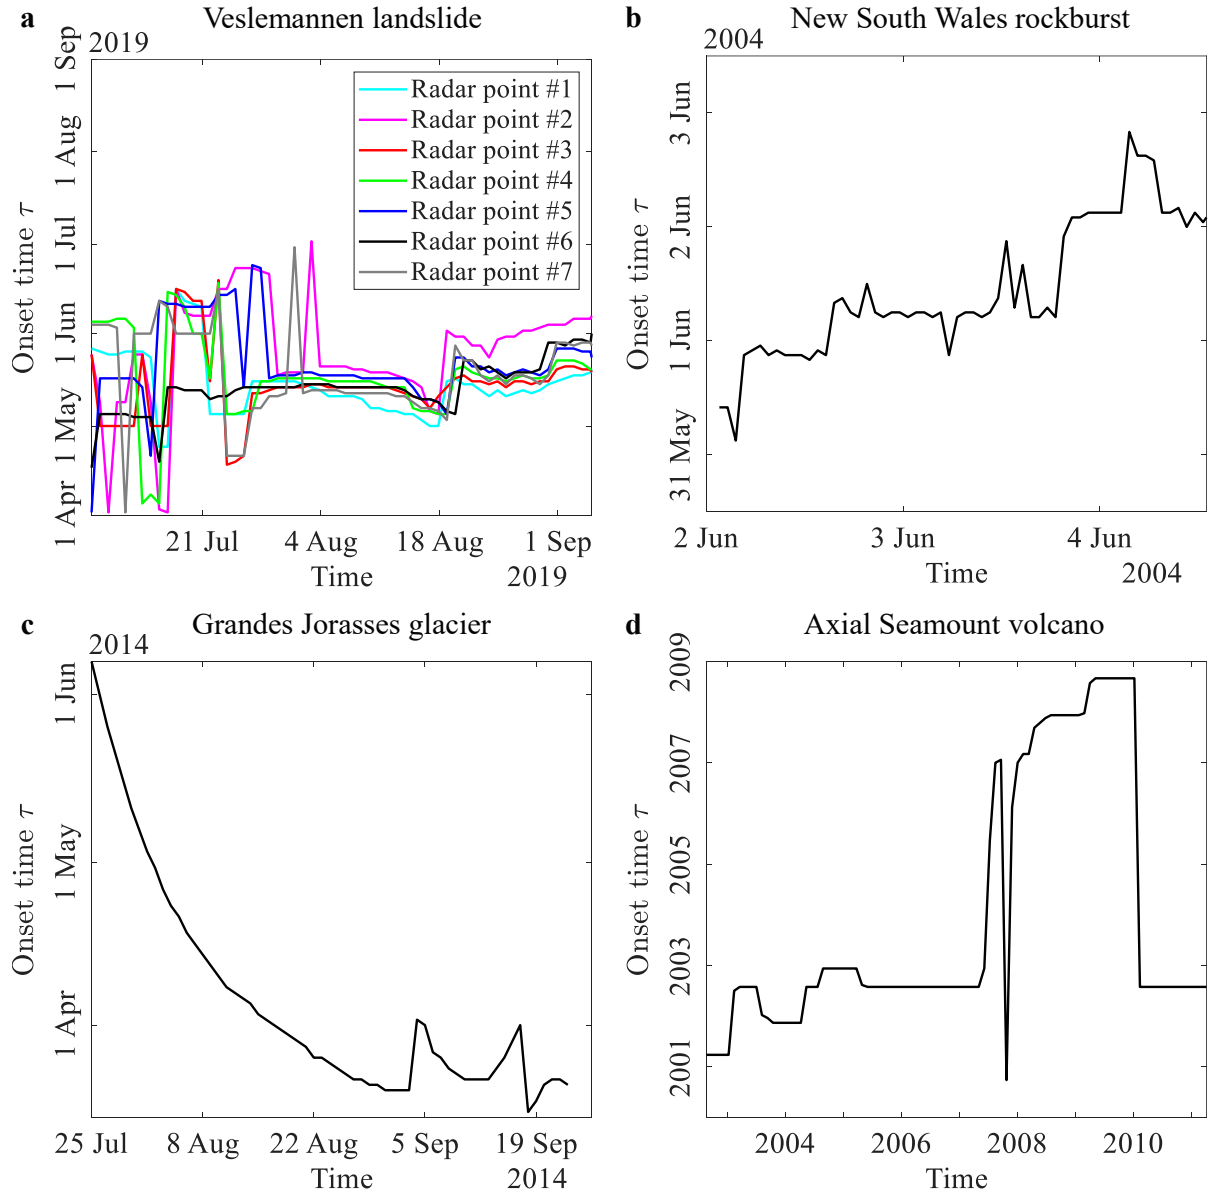 a Veslemannen landslide
2019
1 Sep
1 Aug
1 Jul
1 Jun
1 May
1 Apr
Onset time τ
Radar point #1
Radar point #2
Radar point #3
Radar point #4
Radar point #5
Radar point #6
Radar point #7
21 Jul 4 Aug 18 Aug 1 Sep
Time 2019
b New South Wales rockburst
2004
3 Jun
2 Jun
1 Jun
31 May
Onset time τ
2 Jun 3 Jun 4 Jun
Time 2004
c Grandes Jorasses glacier
2014
1 Jun
1 May
1 Apr
Onset time τ
25 Jul 8 Aug 22 Aug 5 Sep 19 Sep
Time 2014
d Axial Seamount volcano
2009
2007
2005
2003
2001
Onset time τ
2004 2006 2008 2010
Time